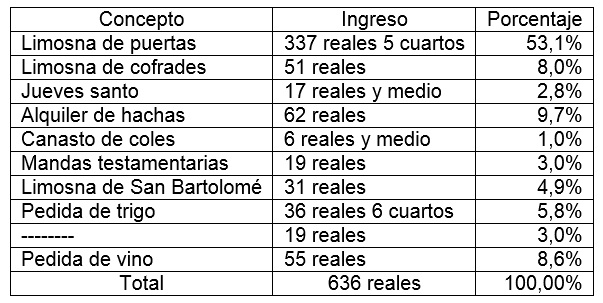 Concepto Ingreso Porcentaje
Limosna de puertas 337 reales 5 cuartos 53,1%
Limosna de cofrades 51 reales 8,0%
Jueves santo 17 reales y medio 2,8%
Alquiler de hachas 62 reales 9,7%
Canasto de coles 6 reales y medio 1,0%
Mandas testamentarias 19 reales 3,0%
Limosna de San Bartolomé 31 reales 4,9%
Pedida de trigo 36 reales 6 cuartos 5,8%
-------- 19 reales 3,0%
Pedida de vino 55 reales 8,6%
Total 636 reales 100,00%